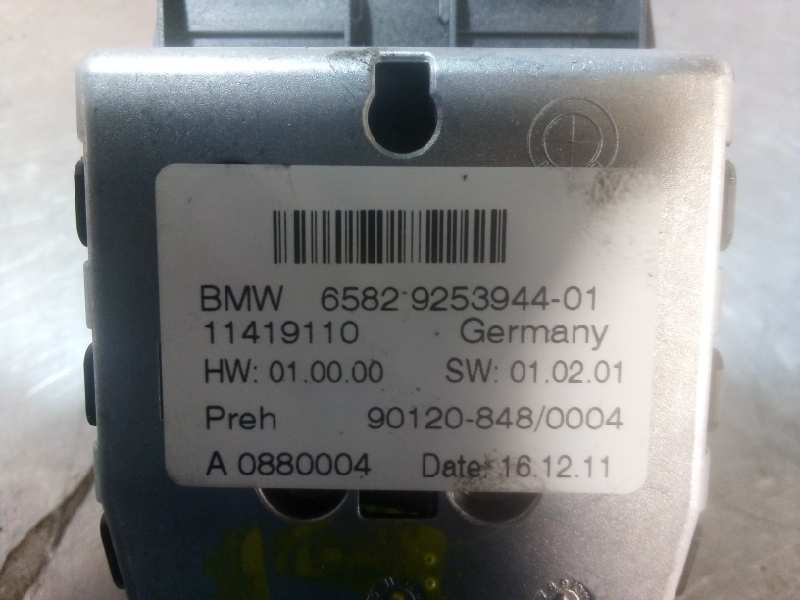 BMW 6582 9253944-01
11419110 Germany
HW: 01.00.00 SW: 01.02.01
Preh 90120-848/0004
A 0880004 Date: 16.12.11